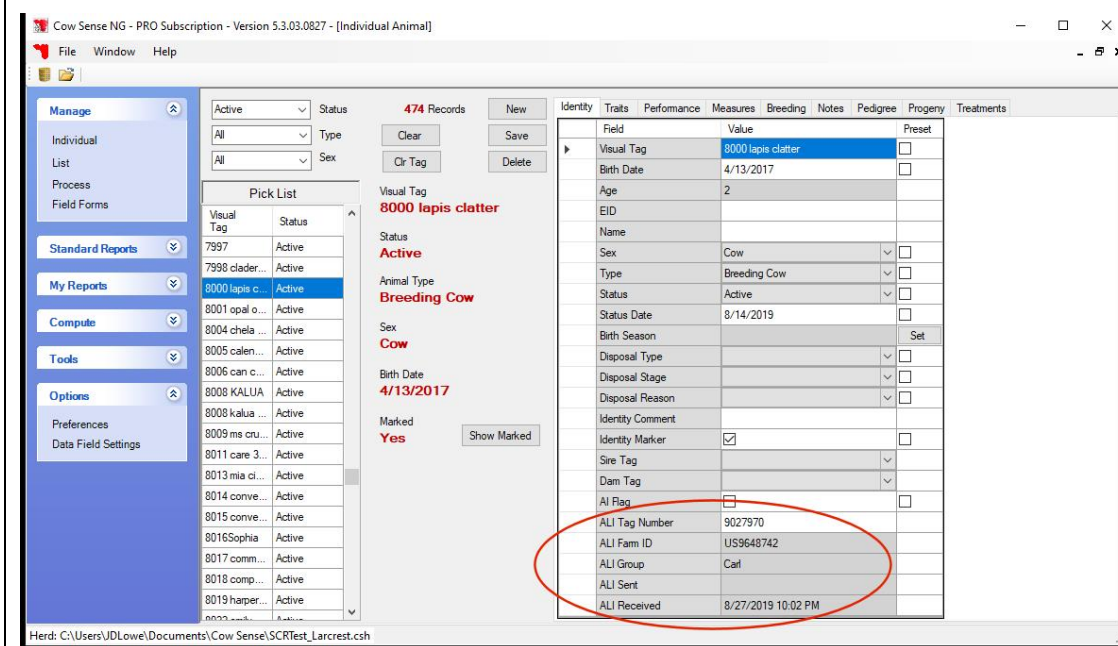 Cow Sense NG - PRO Subscription - Version 5.3.03.0827 - [Individual Animal]
File Window Help
Manage
Individual
List
Process
Field Forms
Standard Reports
My Reports
Compute
Tools
Options
Preferences
Data Field Settings
Active Status
All Type
All Sex
474 Records New
Clear Save
Clr Tag Delete
Pick List
Visual Tag Status
7997 Active
7998 clader... Active
8000 lapis c... Active
8001 opal o... Active
8004 chela ... Active
8005 calen... Active
8006 can c... Active
8008 KALUA Active
8008 kalua ... Active
8009 ms cru... Active
8011 care 3... Active
8013 mia ci... Active
8014 conve... Active
8015 conve... Active
8016Sophia Active
8017 comm... Active
8018 comp... Active
8019 harper... Active
Visual Tag
8000 lapis clatter
Status
Active
Animal Type
Breeding Cow
Sex
Cow
Birth Date
4/13/2017
Marked
Yes Show Marked
Identity Traits Performance Measures Breeding Notes Pedigree Progeny Treatments
Field Value Preset
Visual Tag 8000 lapis clatter
Birth Date 4/13/2017
Age 2
EID
Name
Sex Cow
Type Breeding Cow
Status Active
Status Date 8/14/2019
Birth Season Set
Disposal Type
Disposal Stage
Disposal Reason
Identity Comment
Identity Marker
Sire Tag
Dam Tag
AI Flag
ALI Tag Number 9027970
ALI Farm ID US9648742
ALI Group Carl
ALI Sent
ALI Received 8/27/2019 10:02 PM
Herd: C:\Users\JDLowe\Documents\Cow Sense\SCRTest_Larcrest.csh